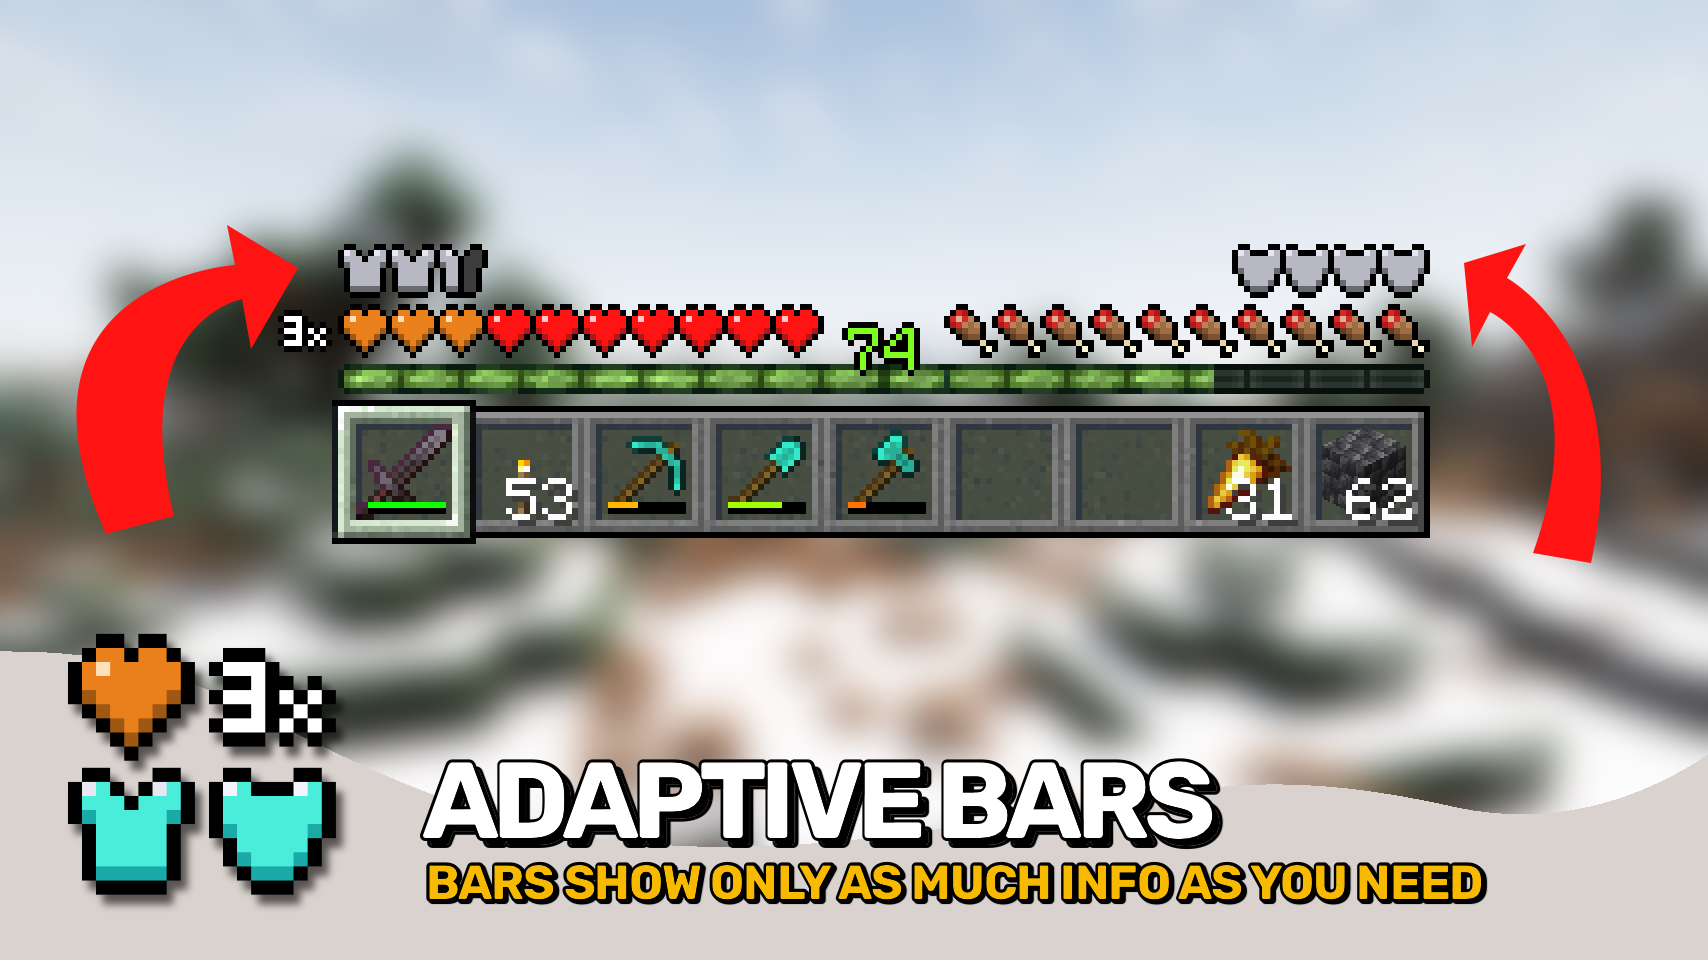 3x
74
53
31
62
3x
ADAPTIVE BARS
BARS SHOW ONLY AS MUCH INFO AS YOU NEED